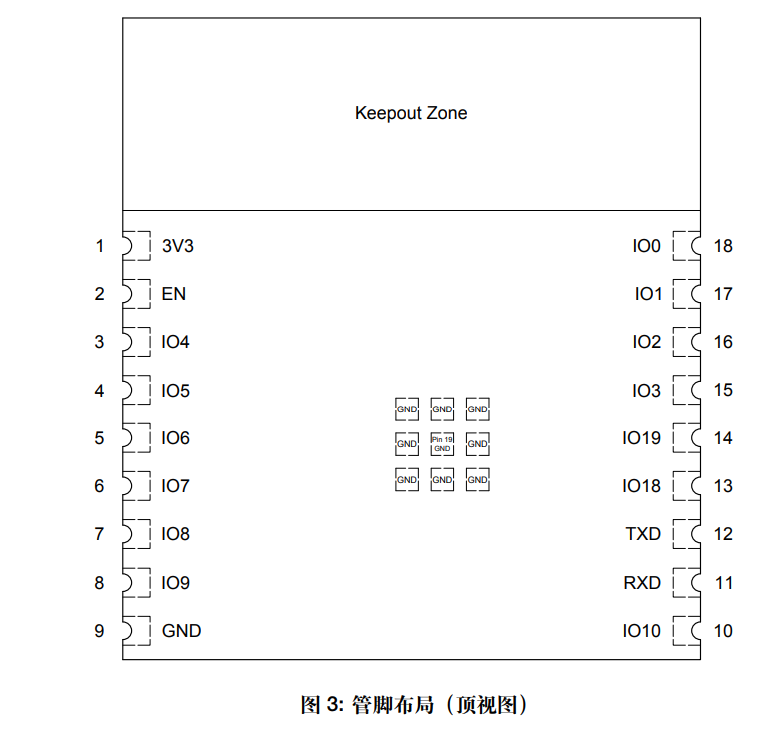 Keepout Zone
1 3V3 IO0 18
2 EN IO1 17
3 IO4 IO2 16
4 IO5 IO3 15
GND GND GND
5 IO6 IO19 14
GND Pin 19 GND GND
6 IO7 IO18 13
GND GND GND
7 IO8 TXD 12
8 IO9 RXD 11
9 GND IO10 10
图 3: 管脚布局（顶视图）